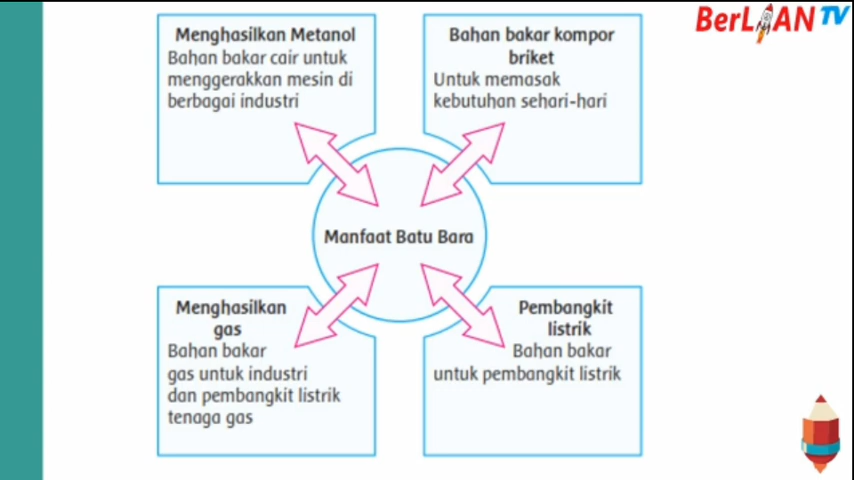 BerLIAN TV
Menghasilkan Metanol
Bahan bakar cair untuk
menggerakkan mesin di
berbagai industri
Bahan bakar kompor
briket
Untuk memasak
kebutuhan sehari-hari
Manfaat Batu Bara
Menghasilkan
gas
Bahan bakar
gas untuk industri
dan pembangkit listrik
tenaga gas
Pembangkit
listrik
Bahan bakar
untuk pembangkit listrik